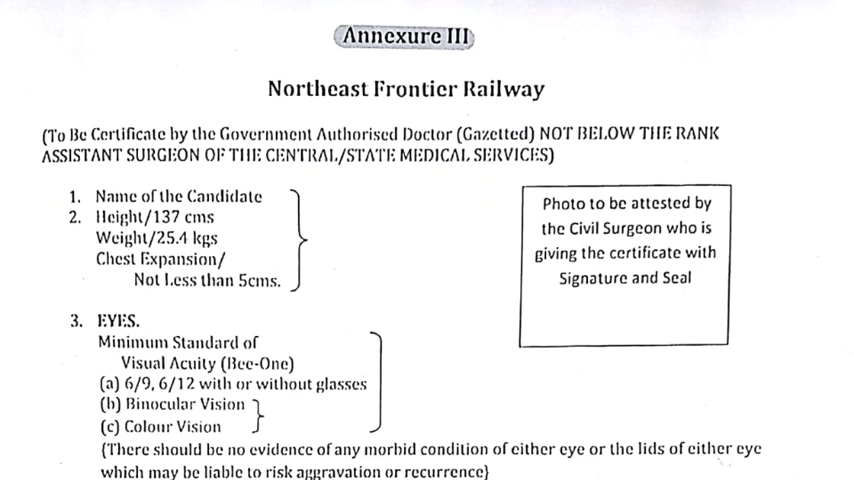 Annexure III
Northeast Frontier Railway
(To Be Certificate by the Government Authorised Doctor (Gazetted) NOT BELOW THE RANK
ASSISTANT SURGEON OF THE CENTRAL/STATE MEDICAL SERVICES)
1. Name of the Candidate
2. Height/137 cms
Weight/25.4 kgs
Chest Expansion/
Not Less than 5cms.
Photo to be attested by
the Civil Surgeon who is
giving the certificate with
Signature and Seal
3. EYES.
Minimum Standard of
Visual Acuity (Bee-One)
(a) 6/9, 6/12 with or without glasses
(b) Binocular Vision
(c) Colour Vision
(There should be no evidence of any morbid condition of either eye or the lids of either eye
which may be liable to risk aggravation or recurrence}